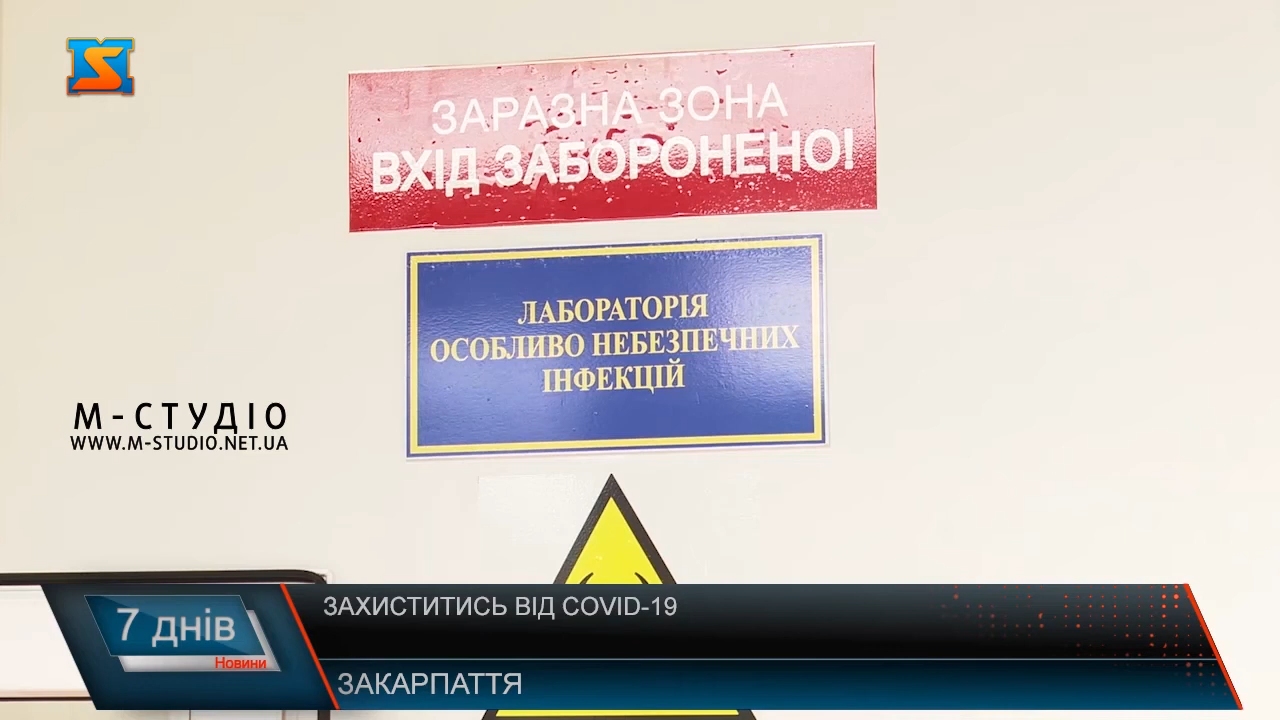 ЗАРАЗНА ЗОНА
ВХІД ЗАБОРОНЕНО!
ЛАБОРАТОРІЯ
ОСОБЛИВО НЕБЕЗПЕЧНИХ
ІНФЕКЦІЙ
М-СТУДІО
WWW.M-STUDIO.NET.UA
7 днів
Новини
ЗАХИСТИТИСЬ ВІД COVID-19
ЗАКАРПАТТЯ